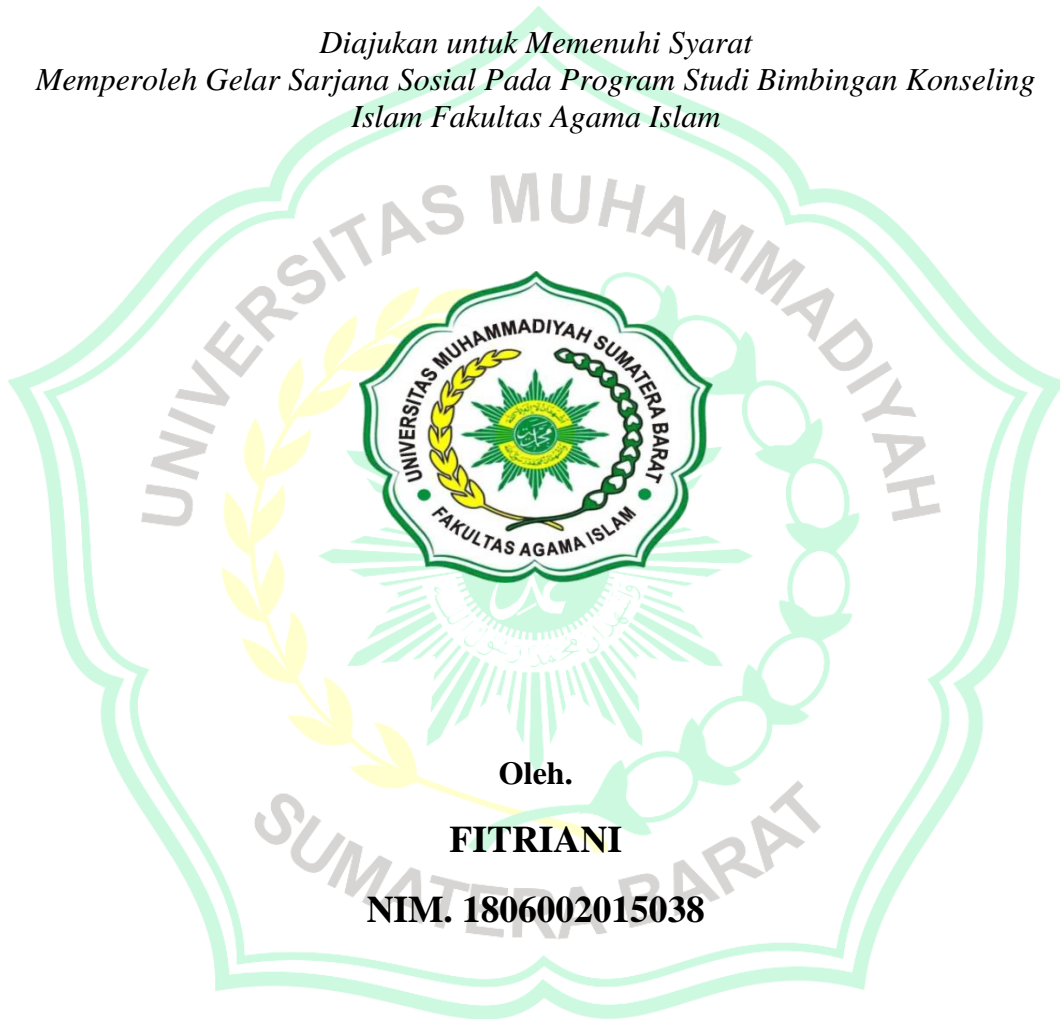 Diajukan untuk Memenuhi Syarat
Memperoleh Gelar Sarjana Sosial Pada Program Studi Bimbingan Konseling
Islam Fakultas Agama Islam
UNIVERSITAS MUHAMMADIYAH
SUMATERA BARAT
UNIVERSITAS MUHAMMADIYAH SUMATERA BARAT
FAKULTAS AGAMA ISLAM
Oleh.
FITRIANI
NIM. 1806002015038